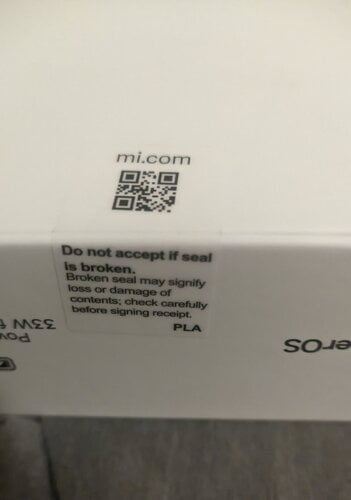 mi.com
Do not accept if seal
is broken.
Broken seal may signify
loss or damage of
contents; check carefully
before signing receipt.
PLA
33W